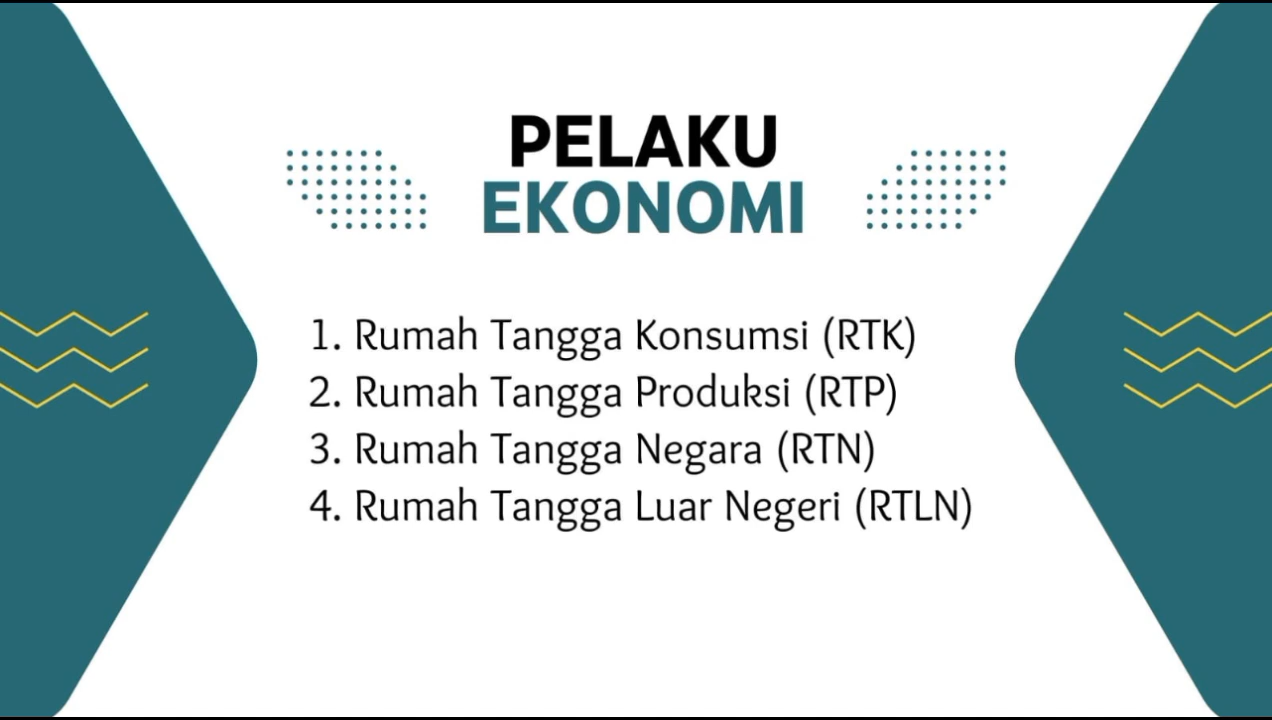 PELAKU
EKONOMI
1. Rumah Tangga Konsumsi (RTK)
2. Rumah Tangga Produksi (RTP)
3. Rumah Tangga Negara (RTN)
4. Rumah Tangga Luar Negeri (RTLN)